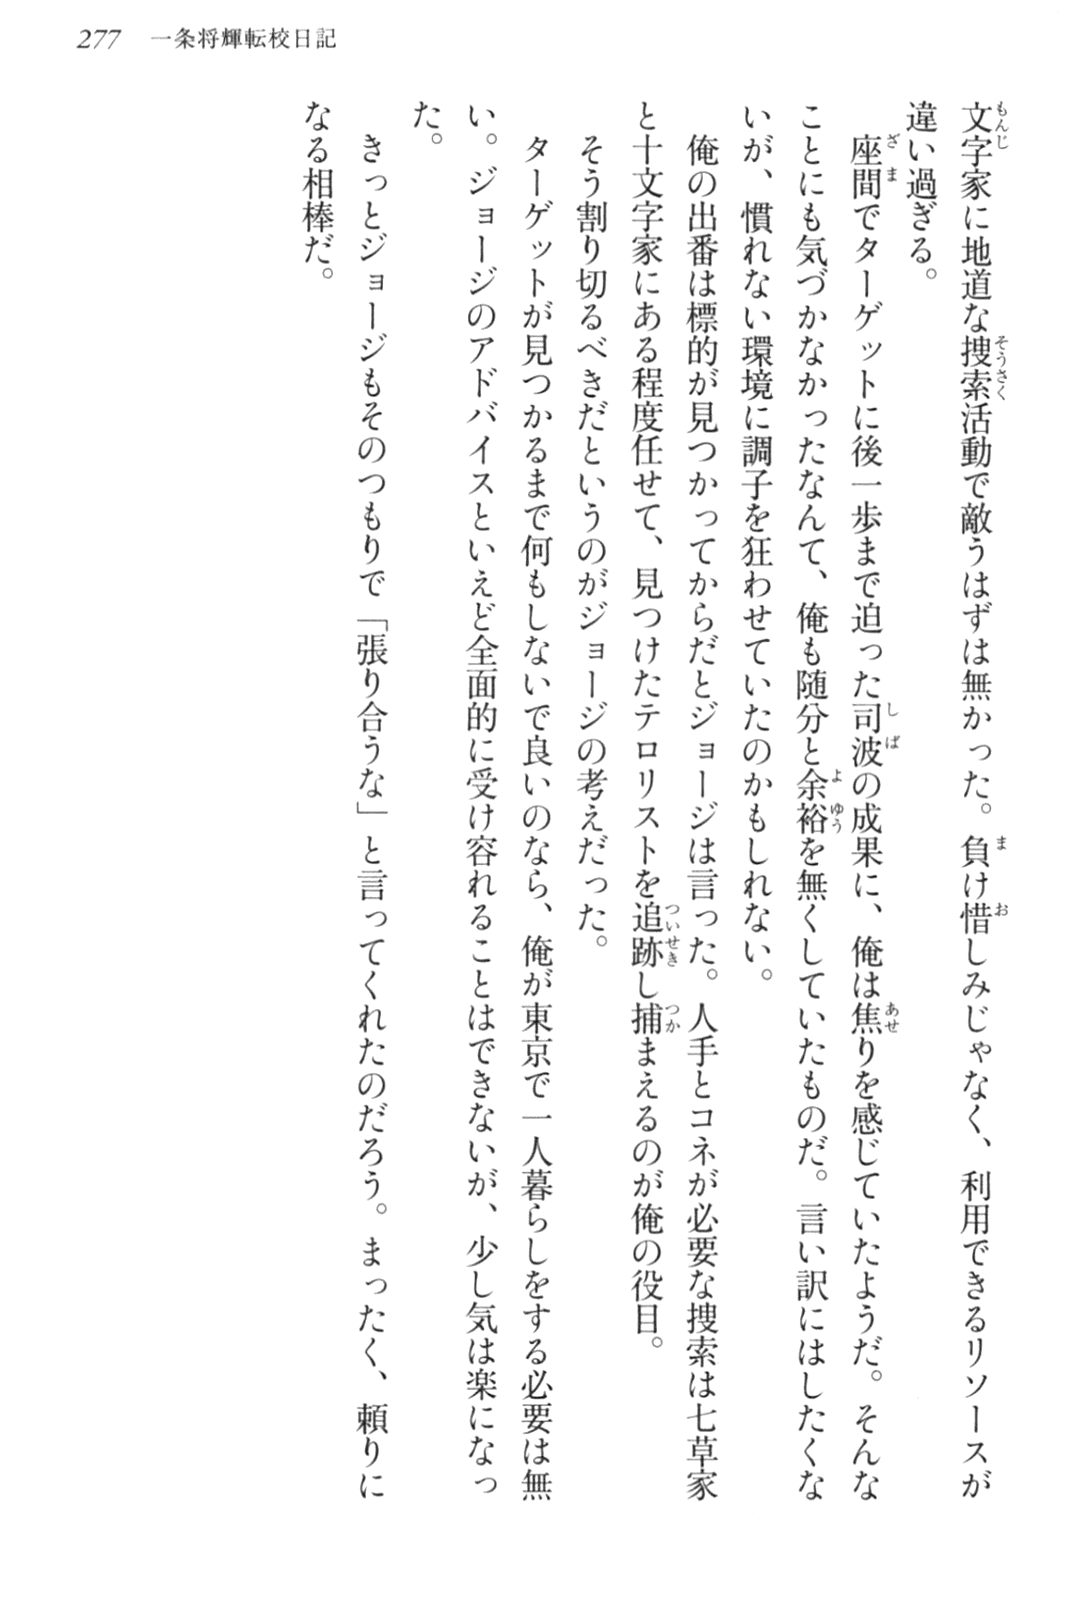 277 一条将輝転校日記
文字家に地道な捜索活動で敵うはずは無かった。負け惜しみじゃなく、利用できるリソースが
違い過ぎる。
　座間でターゲットに後一歩まで迫った司波の成果に、俺は焦りを感じていたようだ。そんな
ことにも気づかなかったなんて、俺も随分と余裕を無くしていたものだ。言い訳にはしたくな
いが、慣れない環境に調子を狂わせていたのかもしれない。
　俺の出番は標的が見つかってからだとジョージは言った。人手とコネが必要な捜索は七草家
と十文字家にある程度任せて、見つけたテロリストを追跡し捕まえるのが俺の役目。
　そう割り切るべきだというのがジョージの考えだった。
　ターゲットが見つかるまで何もしないで良いのなら、俺が東京で一人暮らしをする必要は無
い。ジョージのアドバイスといえど全面的に受け容れることはできないが、少し気は楽になっ
た。
　きっとジョージもそのつもりで「張り合うな」と言ってくれたのだろう。まったく、頼りに
なる相棒だ。